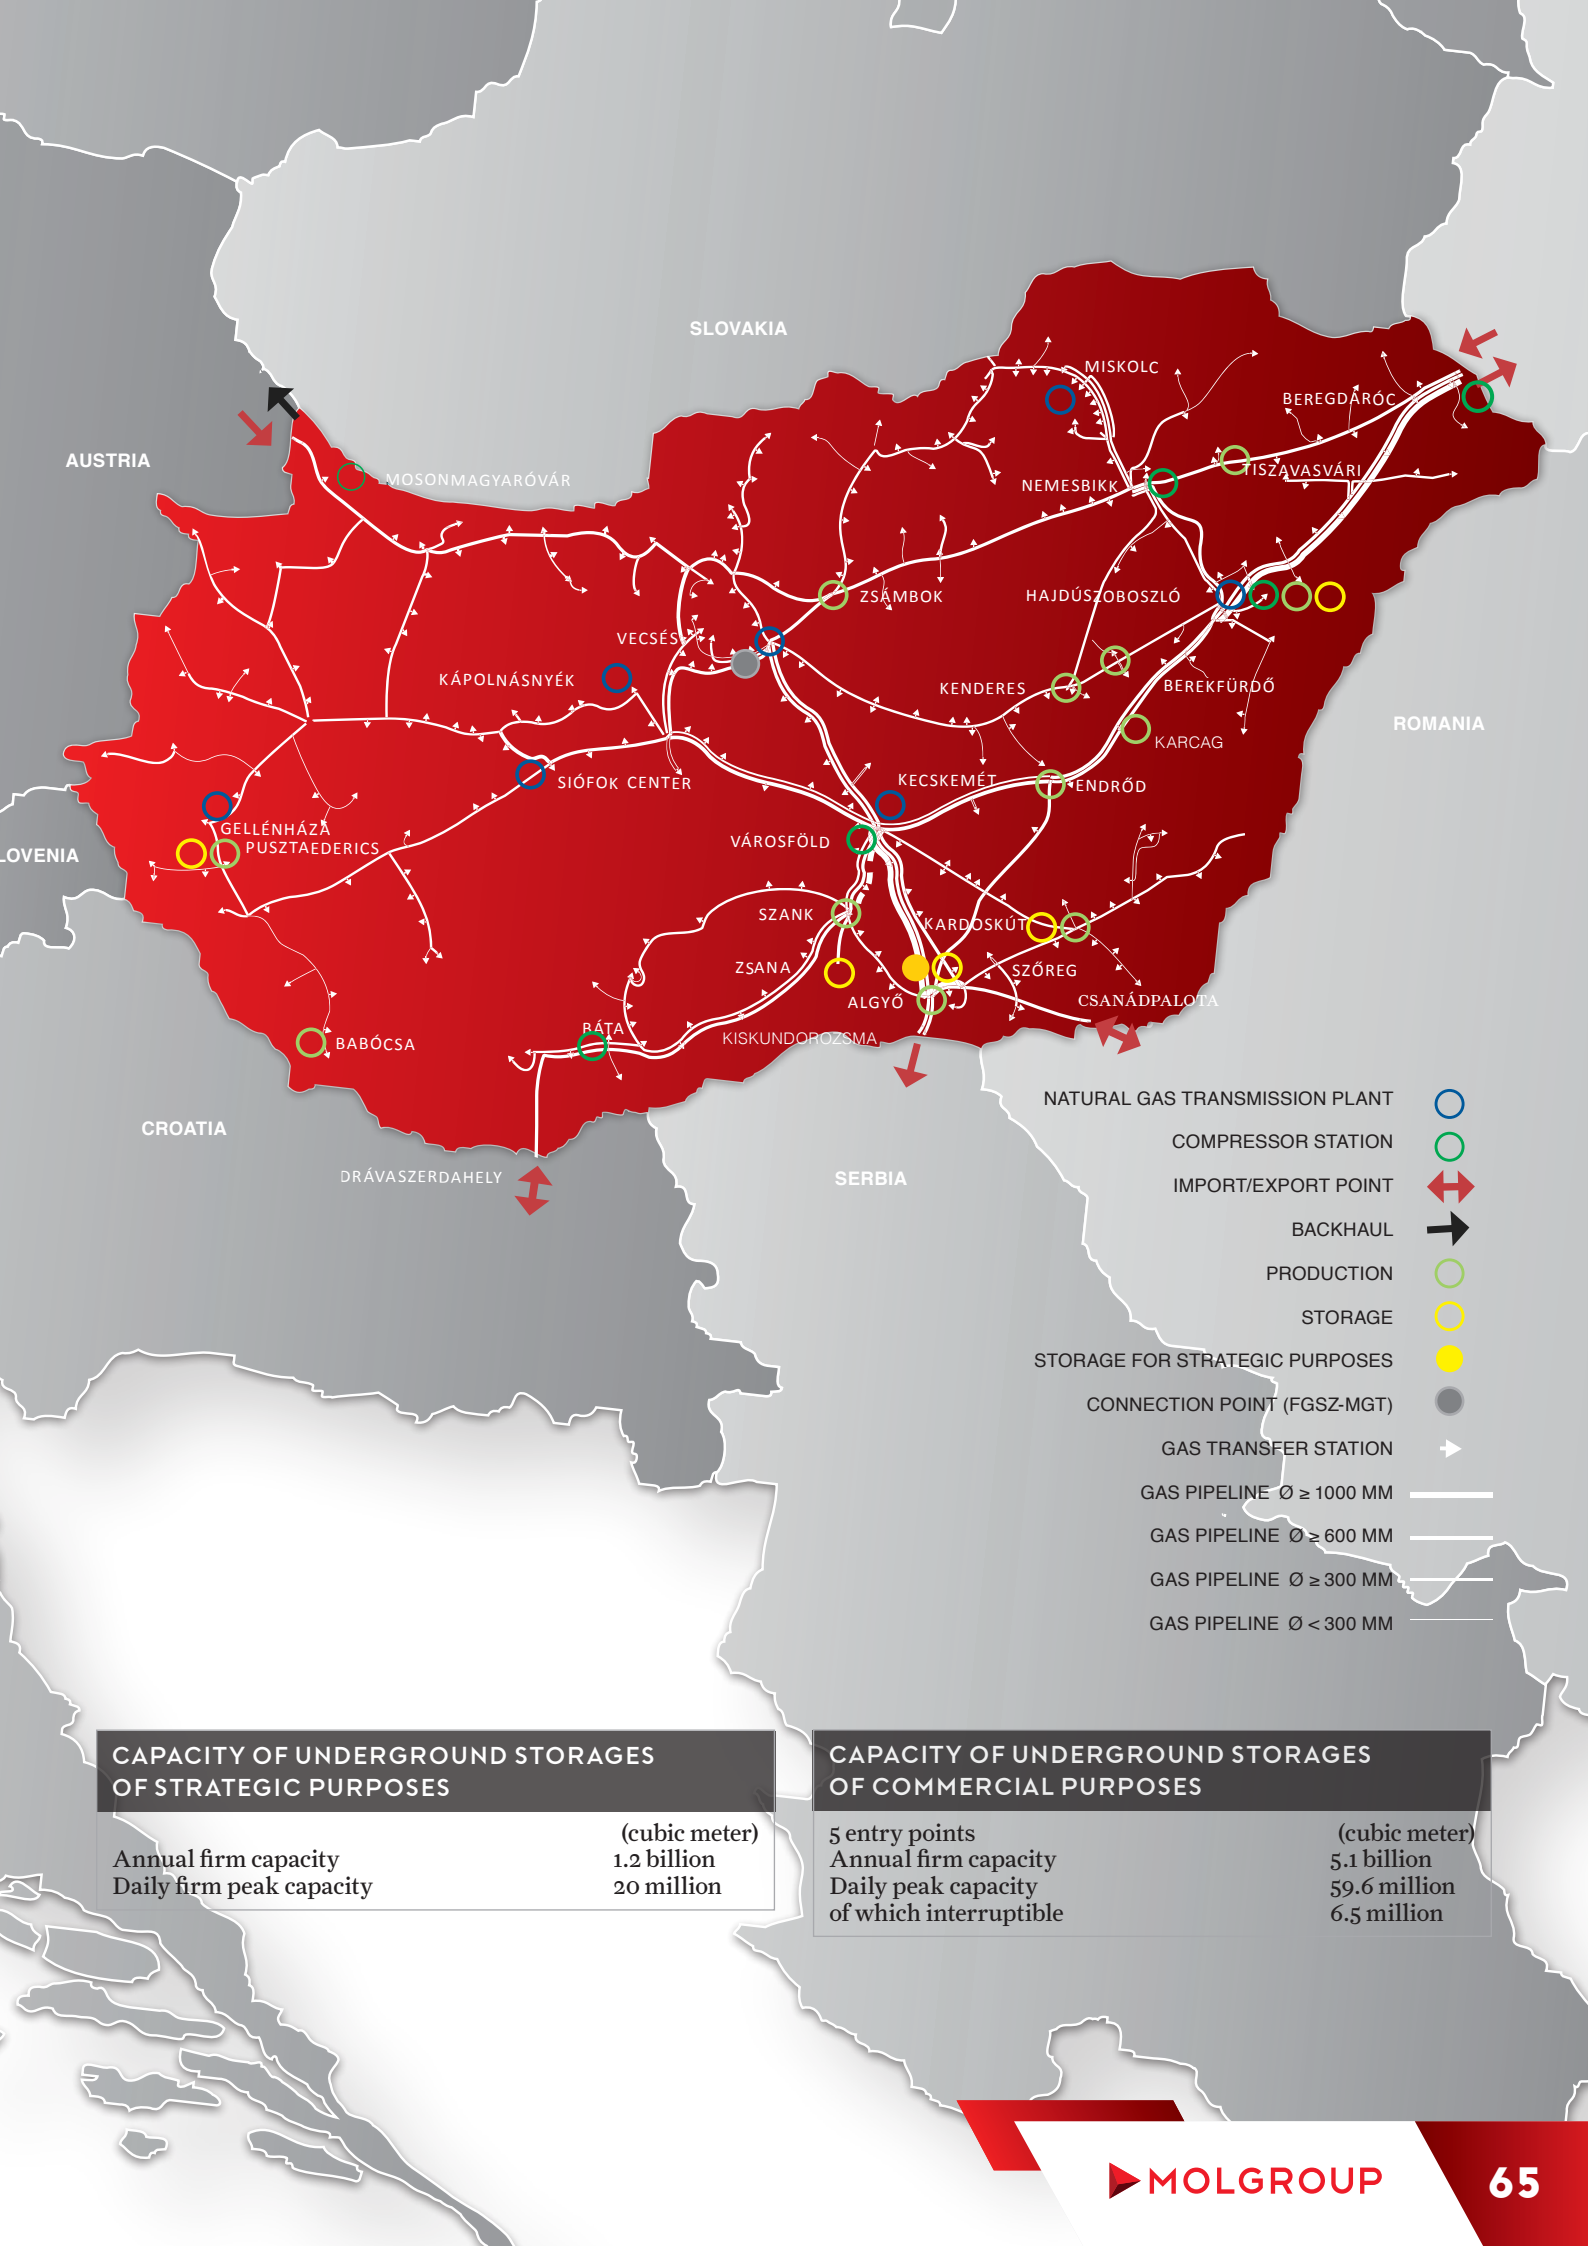 SLOVAKIA
MISKOLC
BEREGDARÓC
AUSTRIA
MOSONMAGYARÓVÁR
NEMESBIKK
TISZAVASVÁRI
ZSÁMBOK
HAJDÚSZOBOSZLÓ
VECSÉS
KÁPOLNÁSNYÉK
KENDERES
BEREKFÜRDŐ
ROMANIA
KARCAG
SIÓFOK CENTER
KECSKEMÉT
ENDRŐD
GELLÉNHÁZA
PUSZTAEDERICS
LOVENIA
VÁROSFÖLD
SZANK
KARDOSKÚT
ZSANA
SZŐREG
ALGYŐ
CSANÁDPALOTA
BÁTA
KISKUNDOROZSMA
BABÓCSA
CROATIA
DRÁVASZERDAHELY
SERBIA
NATURAL GAS TRANSMISSION PLANT
COMPRESSOR STATION
IMPORT/EXPORT POINT
BACKHAUL
PRODUCTION
STORAGE
STORAGE FOR STRATEGIC PURPOSES
CONNECTION POINT (FGSZ-MGT)
GAS TRANSFER STATION
GAS PIPELINE Ø ≥ 1000 MM
GAS PIPELINE Ø ≥ 600 MM
GAS PIPELINE Ø ≥ 300 MM
GAS PIPELINE Ø < 300 MM
CAPACITY OF UNDERGROUND STORAGES
OF STRATEGIC PURPOSES
(cubic meter)
Annual firm capacity 1.2 billion
Daily firm peak capacity 20 million
CAPACITY OF UNDERGROUND STORAGES
OF COMMERCIAL PURPOSES
5 entry points (cubic meter)
Annual firm capacity 5.1 billion
Daily peak capacity 59.6 million
of which interruptible 6.5 million
MOLGROUP
65